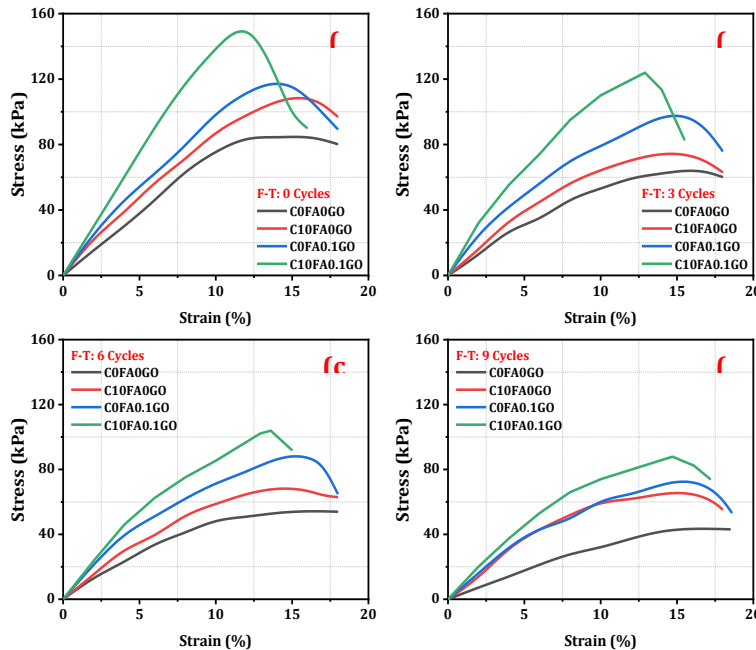 160
120
80
40
0
Stress (kPa)
F-T: 0 Cycles
C0FA0GO
C10FA0GO
C0FA0.1GO
C10FA0.1GO
0 5 10 15 20
Strain (%)
160
120
80
40
0
Stress (kPa)
F-T: 3 Cycles
C0FA0GO
C10FA0GO
C0FA0.1GO
C10FA0.1GO
0 5 10 15 20
Strain (%)
160
120
80
40
0
Stress (kPa)
F-T: 6 Cycles
C0FA0GO
C10FA0GO
C0FA0.1GO
C10FA0.1GO
0 5 10 15 20
Strain (%)
160
120
80
40
0
Stress (kPa)
F-T: 9 Cycles
C0FA0GO
C10FA0GO
C0FA0.1GO
C10FA0.1GO
0 5 10 15 20
Strain (%)